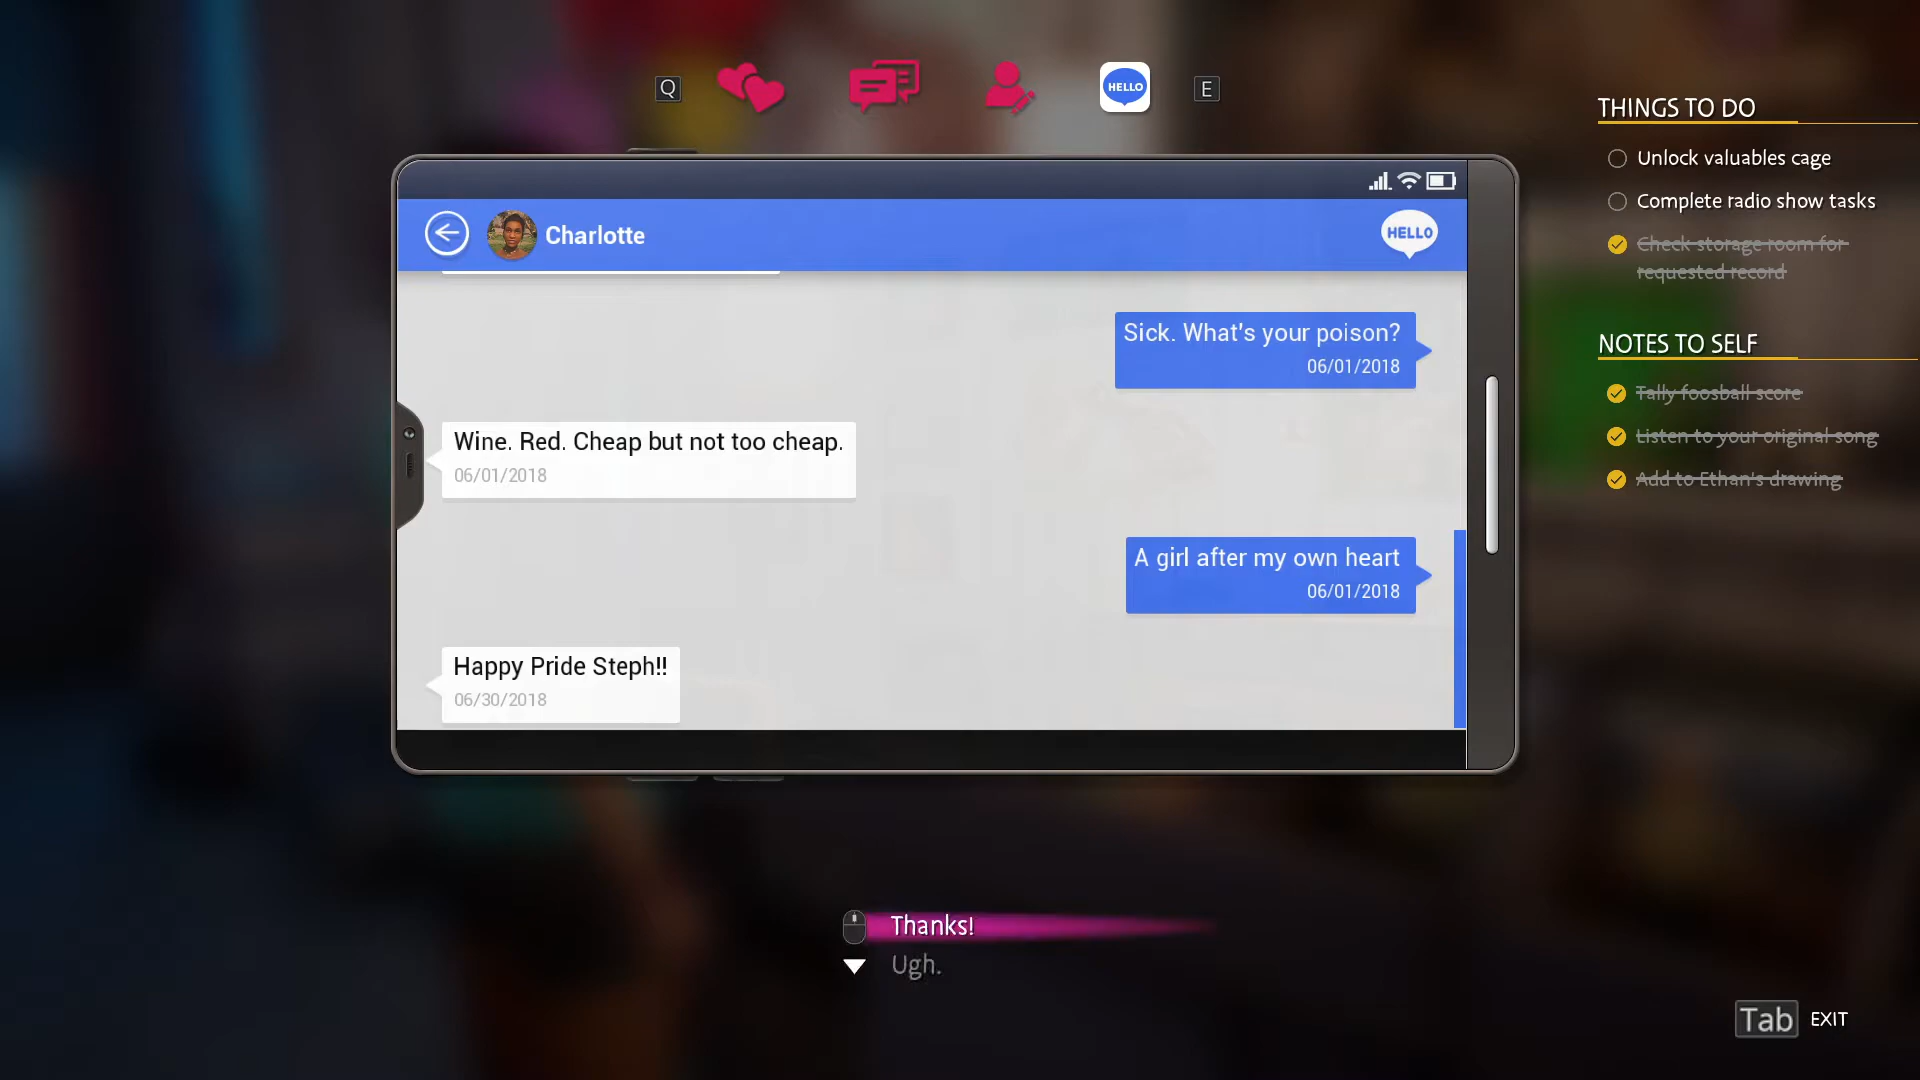 Q
HELLO
E
THINGS TO DO
Unlock valuables cage
Complete radio show tasks
Check storage room for
requested record
NOTES TO SELF
Tally foosball score
Listen to your original song
Add to Ethan's drawing
Charlotte
HELLO
Sick. What's your poison?
06/01/2018
Wine. Red. Cheap but not too cheap.
06/01/2018
A girl after my own heart
06/01/2018
Happy Pride Steph!!
06/30/2018
Thanks!
Ugh.
Tab EXIT